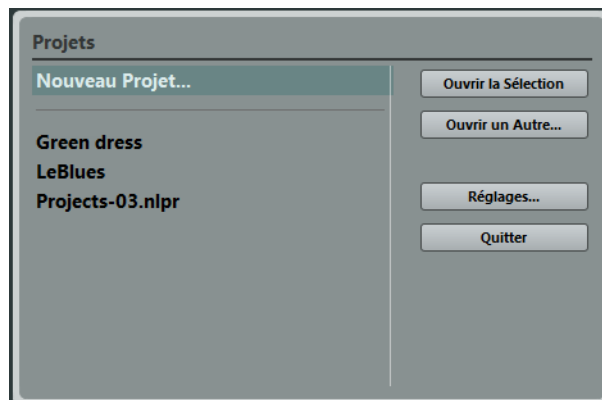 Projets
Nouveau Projet...
Green dress
LeBlues
Projects-03.nlpr
Ouvrir la Sélection
Ouvrir un Autre...
Réglages...
Quitter